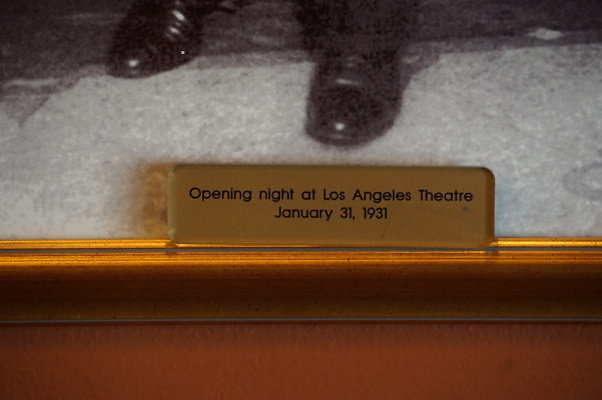 Opening night at Los Angeles Theatre
January 31, 1931